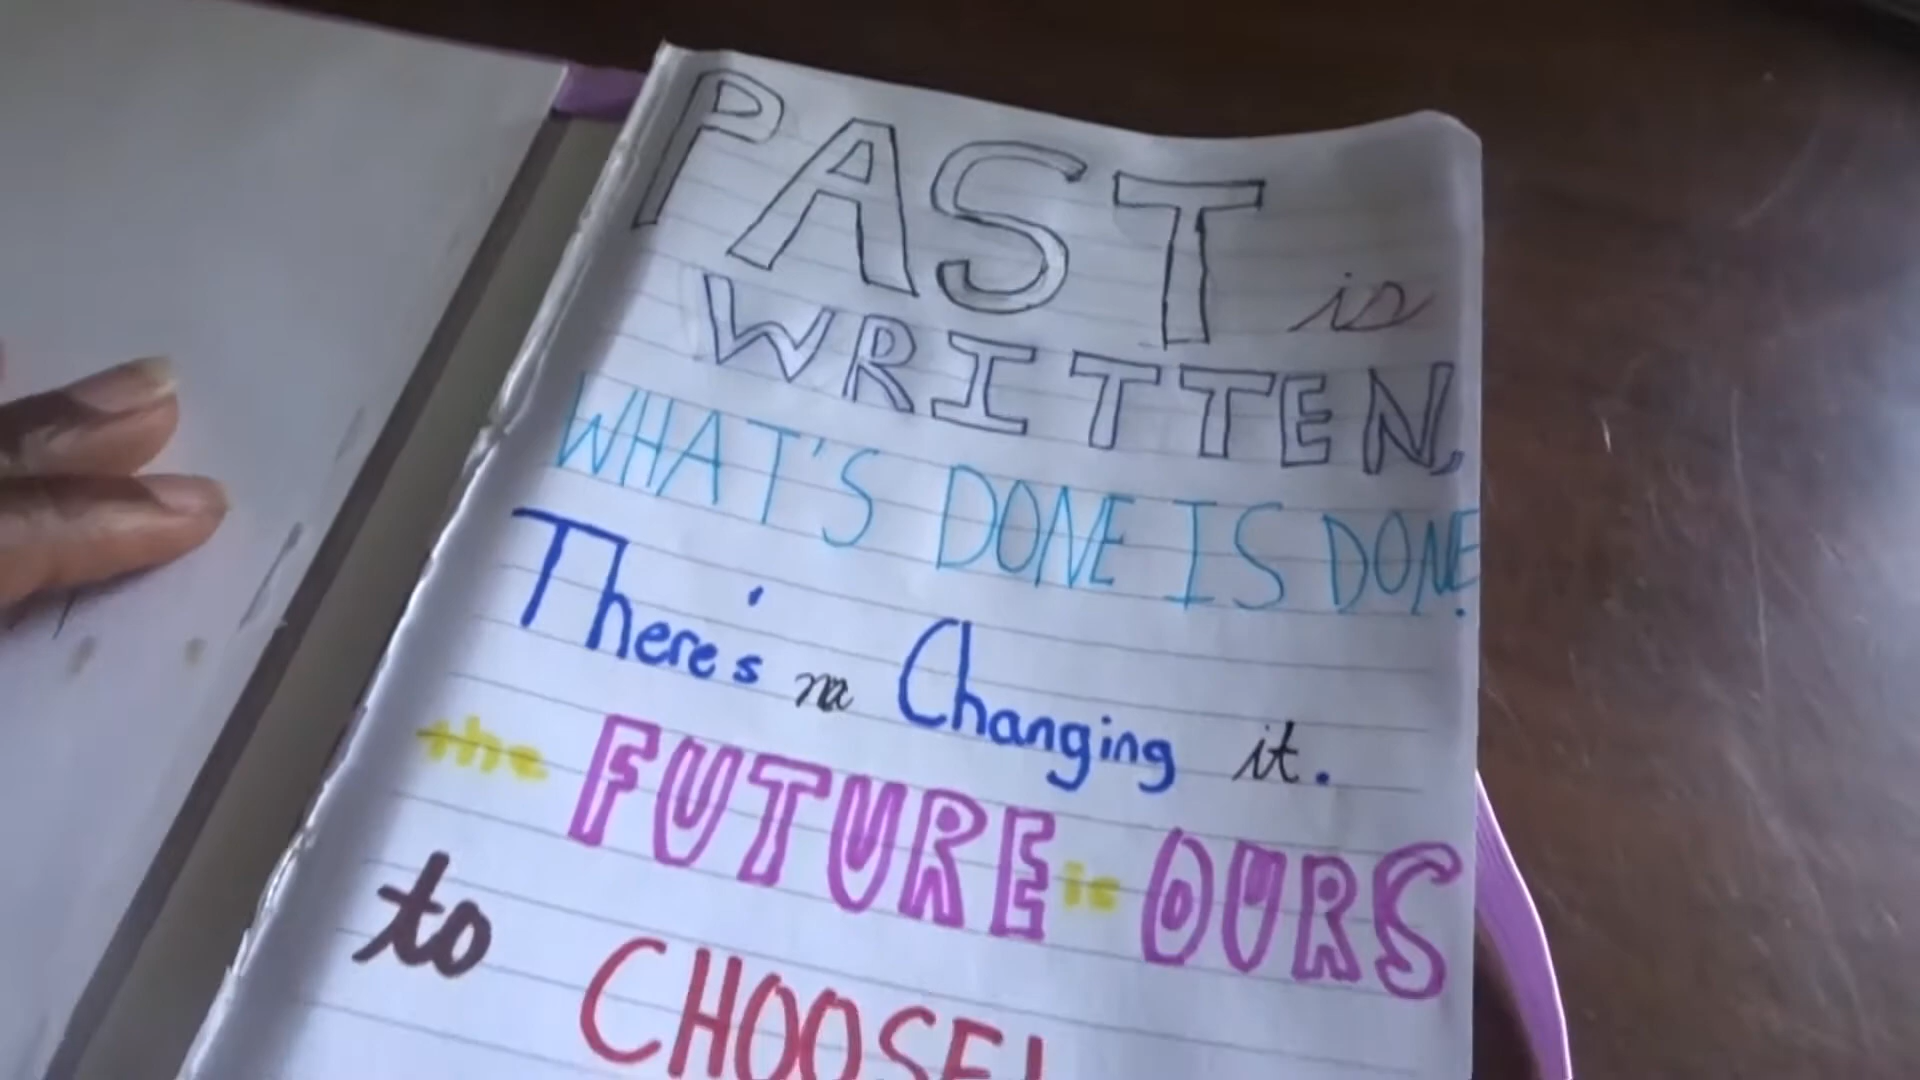 PAST is
WRITTEN,
WHAT'S DONE IS DONE.
There's no Changing it.
the FUTURE is OURS
to CHOOSE!